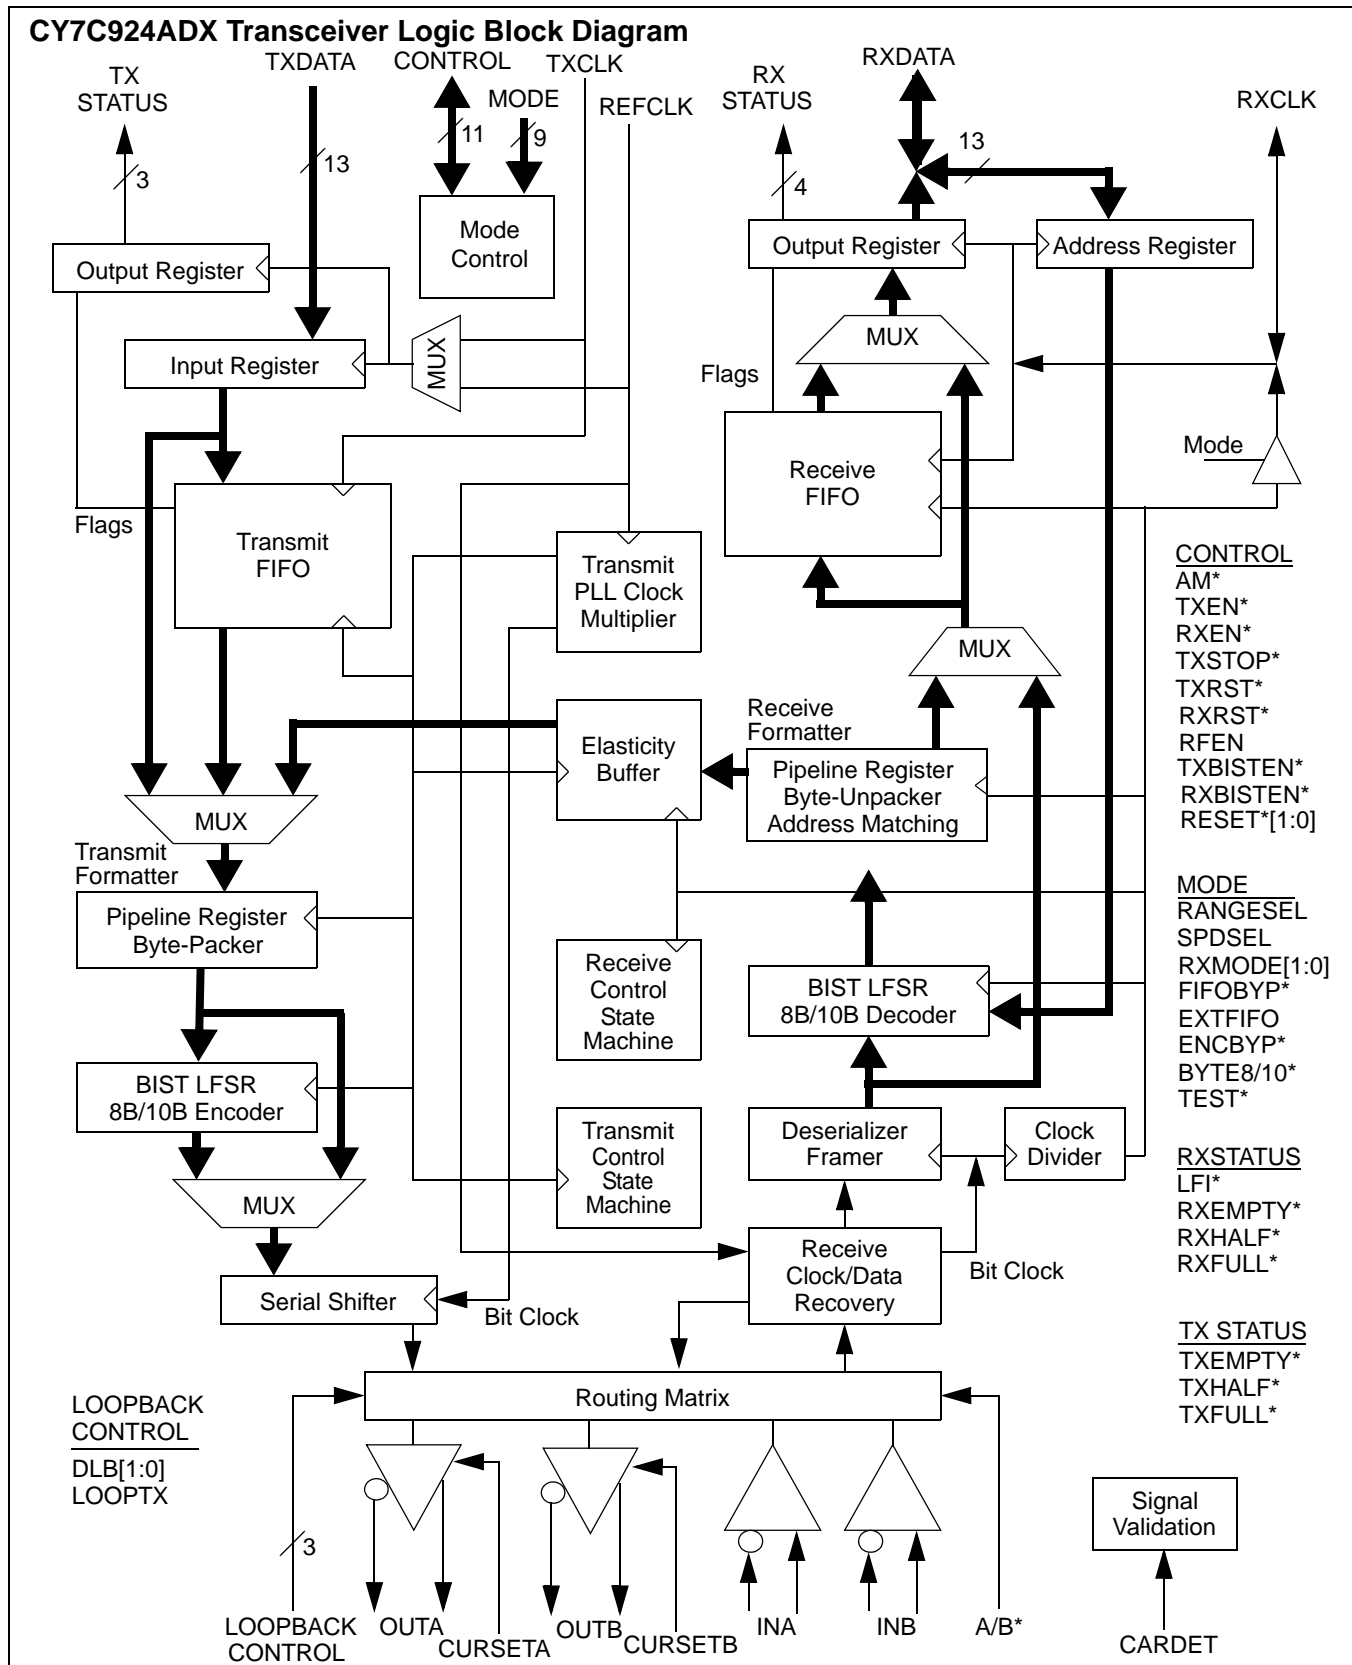 CY7C924ADX Transceiver Logic Block Diagram
TX
STATUS
TXDATA
CONTROL
TXCLK
MODE
REFCLK
RX
STATUS
RXDATA
RXCLK
3
13
11
9
4
13
Mode
Control
Output Register
Input Register
MUX
Output Register
Address Register
MUX
Flags
Receive
FIFO
Mode
Flags
Transmit
FIFO
Transmit
PLL Clock
Multiplier
MUX
Elasticity
Buffer
Receive
Formatter
Pipeline Register
Byte-Unpacker
Address Matching
MUX
Transmit
Formatter
Pipeline Register
Byte-Packer
Receive
Control
State
Machine
BIST LFSR
8B/10B Decoder
BIST LFSR
8B/10B Encoder
Transmit
Control
State
Machine
Deserializer
Framer
Clock
Divider
MUX
Receive
Clock/Data
Recovery
Bit Clock
Serial Shifter
Bit Clock
Routing Matrix
CONTROL
AM*
TXEN*
RXEN*
TXSTOP*
TXRST*
RXRST*
RFEN
TXBISTEN*
RXBISTEN*
RESET*[1:0]
MODE
RANGESEL
SPDSEL
RXMODE[1:0]
FIFOBYP*
EXTFIFO
ENCBYP*
BYTE8/10*
TEST*
RXSTATUS
LFI*
RXEMPTY*
RXHALF*
RXFULL*
TX STATUS
TXEMPTY*
TXHALF*
TXFULL*
LOOPBACK
CONTROL
DLB[1:0]
LOOPTX
3
Signal
Validation
LOOPBACK
CONTROL
OUTA
CURSETA
OUTB
CURSETB
INA
INB
A/B*
CARDET